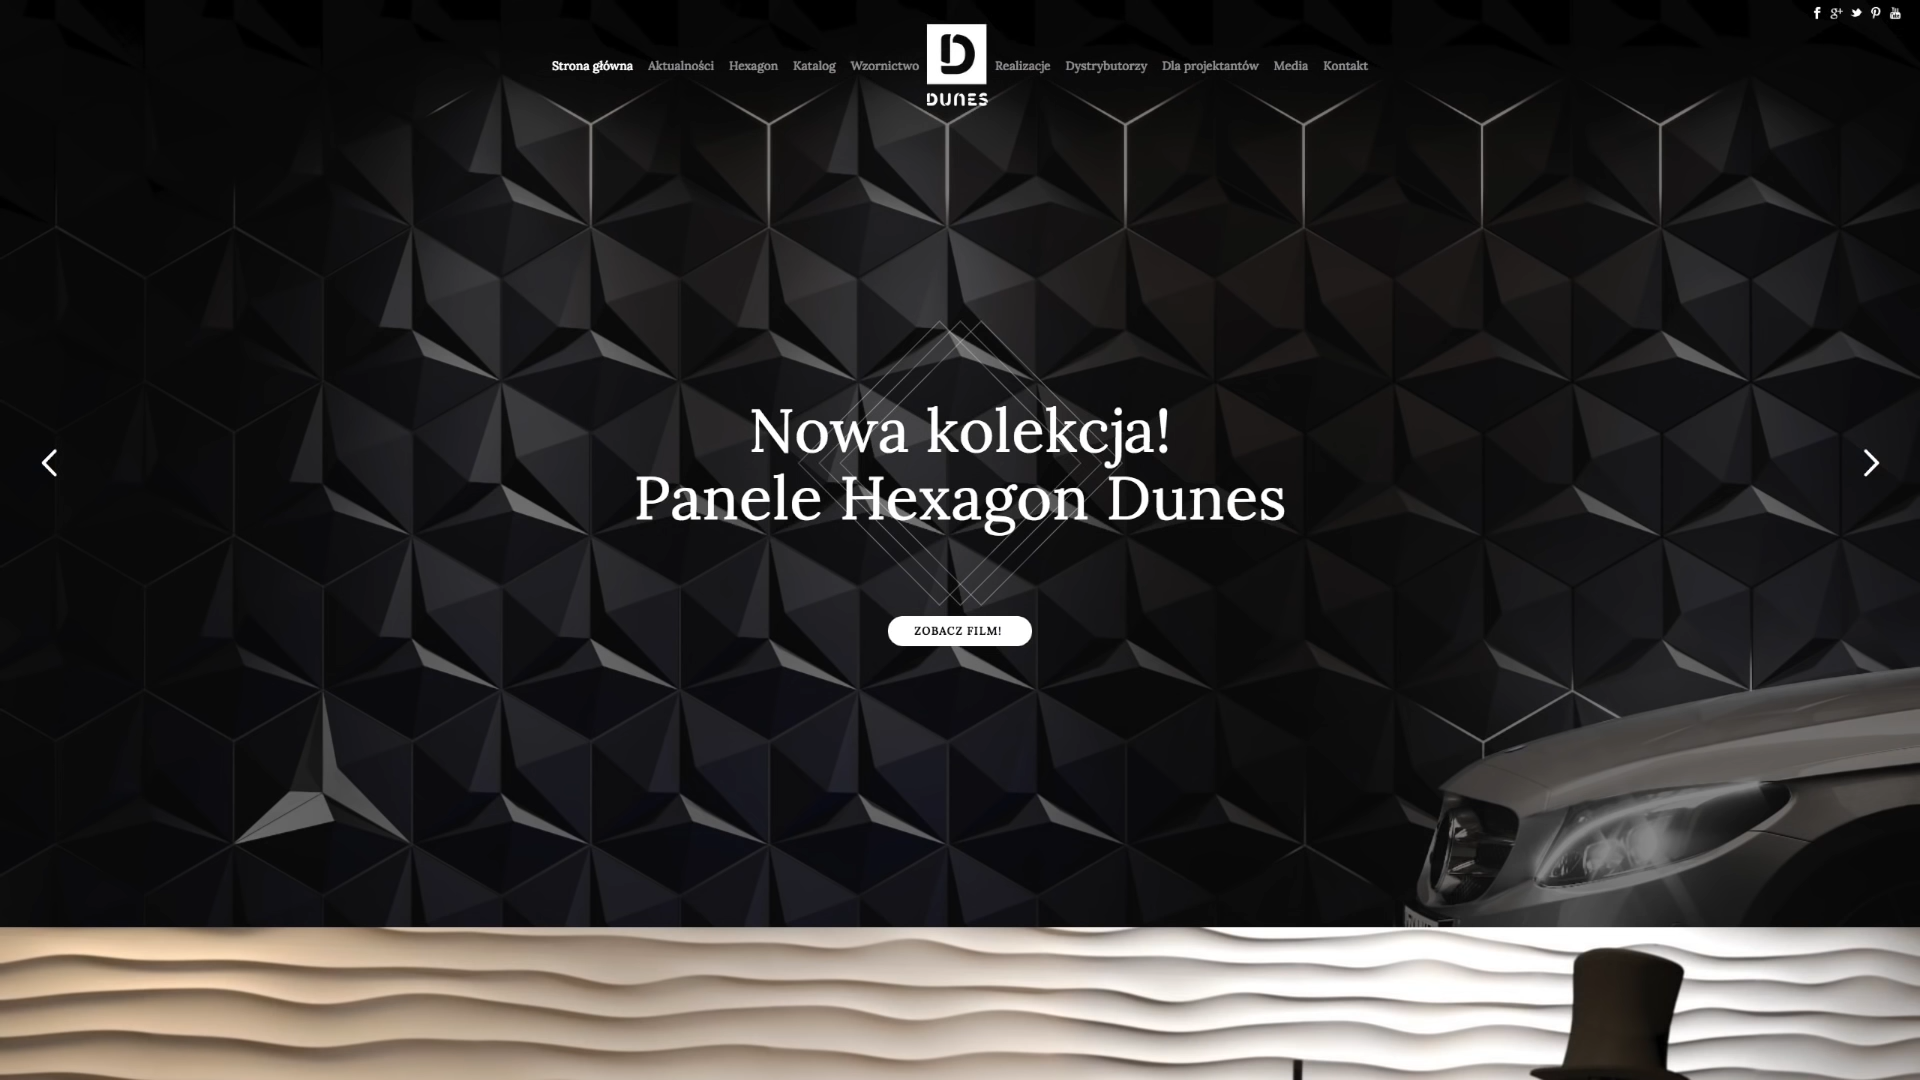 Strona główna Aktualności Hexagon Katalog Wzornictwo Realizacje Dystrybutorzy Dla projektantów Media Kontakt
DUNES
Nowa kolekcja!
Panele Hexagon Dunes
ZOBACZ FILM!